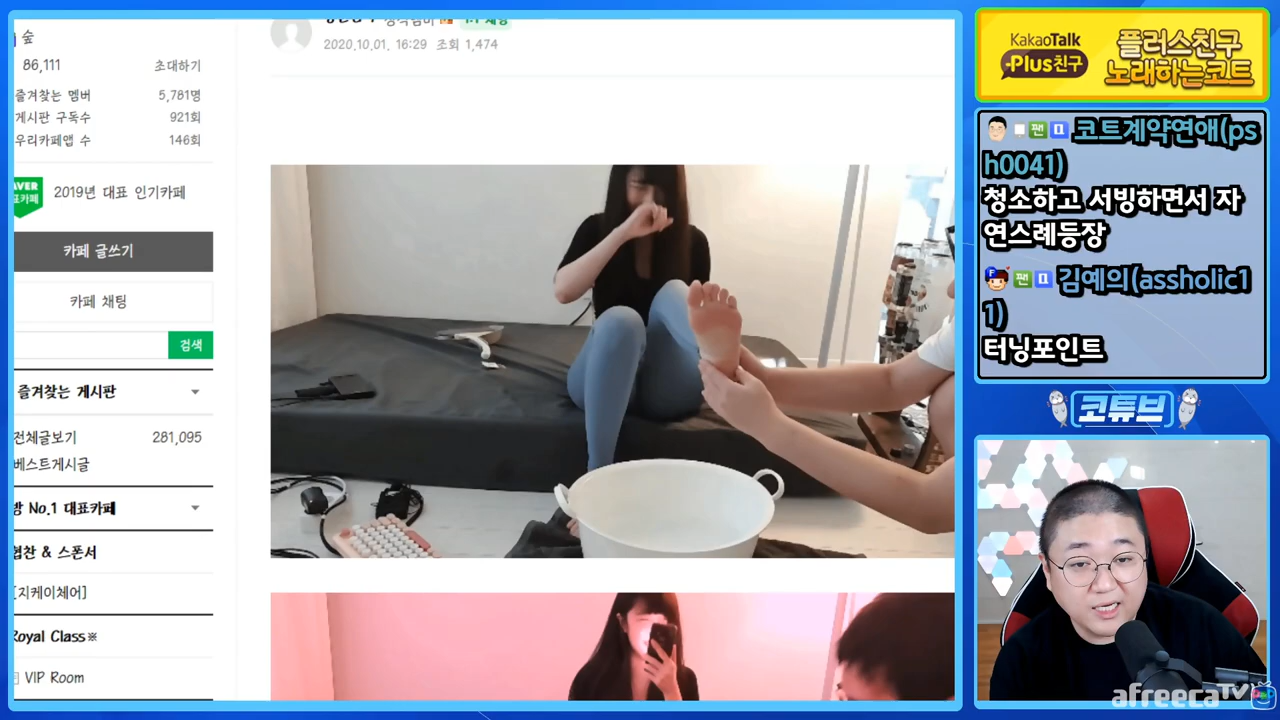 숲
86,111
초대하기
즐겨찾는 멤버
5,781명
게시판 구독수
921회
우리카페앱 수
146회
2020.10.01. 16:29 조회 1,474
2019년 대표 인기카페
카페 글쓰기
카페 채팅
검색
즐겨찾는 게시판
전체글보기
281,095
베스트게시글
방 No.1 대표카페
협찬 & 스폰서
[지케이체어]
Royal Class※
VIP Room
KakaoTalk
Plus친구
플러스친구
노래하는코트
팬 코트계약연애(ps
h0041)
청소하고 서빙하면서 자
연스례등장
F 팬 김예의(assholic1
1)
터닝포인트
코튜브
afreecaTV